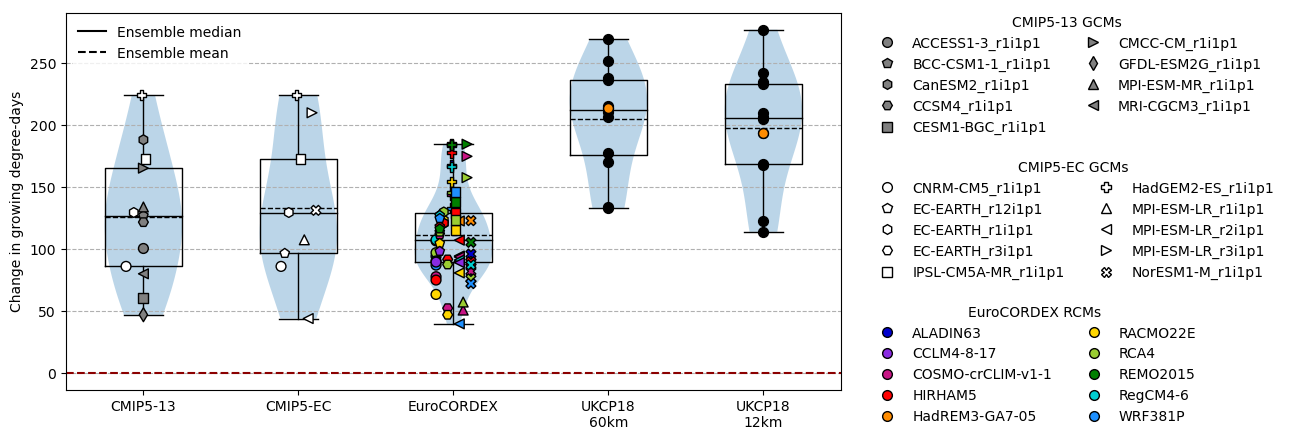 Ensemble median
Ensemble mean
Change in growing degree-days
250
200
150
100
50
0
CMIP5-13
CMIP5-EC
EuroCORDEX
UKCP18
60km
UKCP18
12km
CMIP5-13 GCMs
ACCESS1-3_r1i1p1
BCC-CSM1-1_r1i1p1
CanESM2_r1i1p1
CCSM4_r1i1p1
CESM1-BGC_r1i1p1
CMCC-CM_r1i1p1
GFDL-ESM2G_r1i1p1
MPI-ESM-MR_r1i1p1
MRI-CGCM3_r1i1p1
CMIP5-EC GCMs
CNRM-CM5_r1i1p1
EC-EARTH_r12i1p1
EC-EARTH_r1i1p1
EC-EARTH_r3i1p1
IPSL-CM5A-MR_r1i1p1
HadGEM2-ES_r1i1p1
MPI-ESM-LR_r1i1p1
MPI-ESM-LR_r2i1p1
MPI-ESM-LR_r3i1p1
NorESM1-M_r1i1p1
EuroCORDEX RCMs
ALADIN63
CCLM4-8-17
COSMO-crCLIM-v1-1
HIRHAM5
HadREM3-GA7-05
RACMO22E
RCA4
REMO2015
RegCM4-6
WRF381P